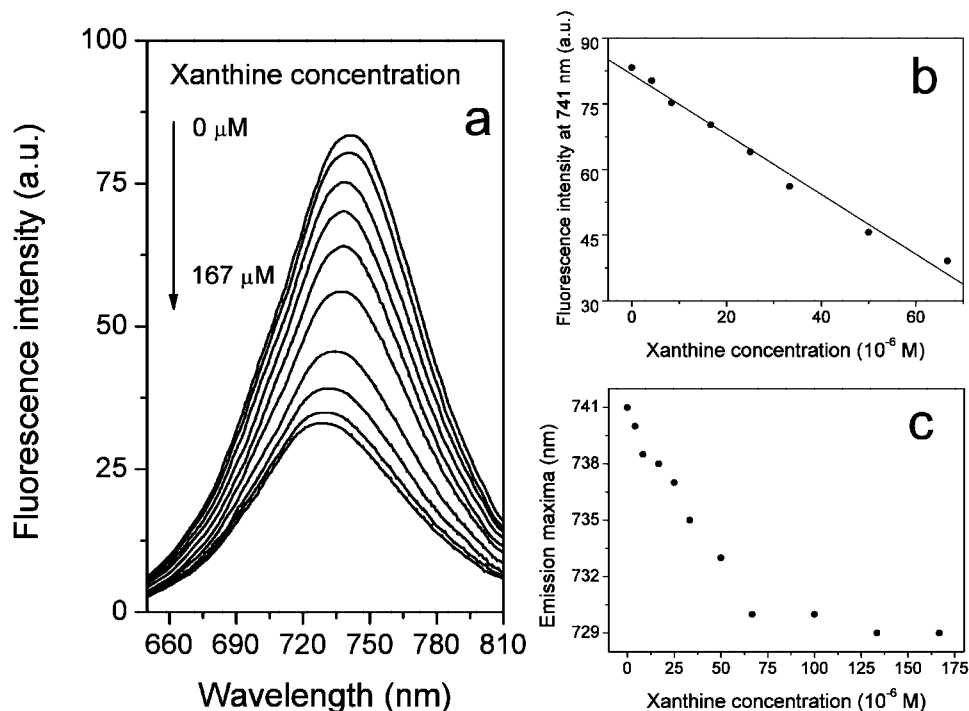 100
75
50
25
0
Fluorescence intensity (a.u.)
Xanthine concentration
a
0 μM
167 μM
660 690 720 750 780 810
Wavelength (nm)
90
75
60
45
30
Fluorescence intensity at 741 nm (a.u.)
b
0 20 40 60
Xanthine concentration (10⁻⁶ M)
741
738
735
732
729
Emission maxima (nm)
c
0 25 50 75 100 125 150 175
Xanthine concentration (10⁻⁶ M)